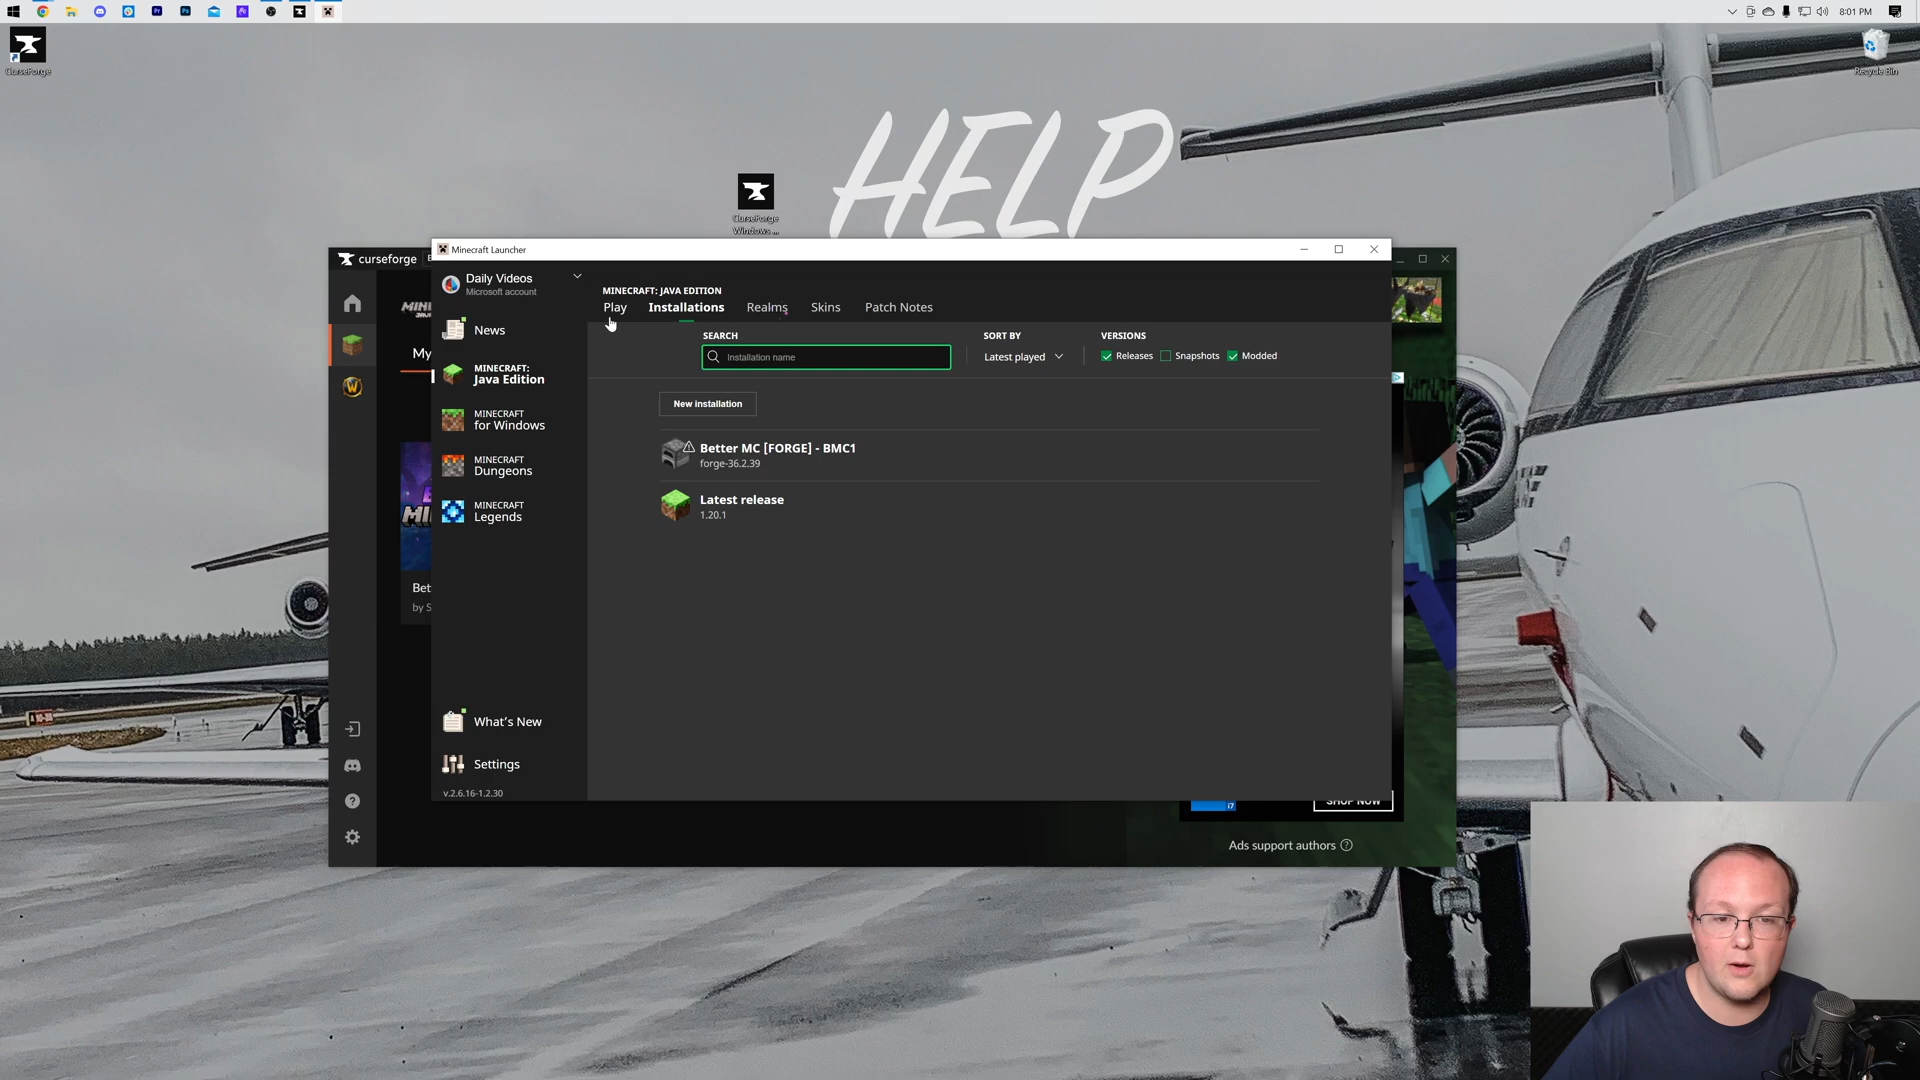 8:01 PM
CurseForge
Recycle Bin
HELP
CurseForge
Windows ...
curseforge
Minecraft Launcher
Daily Videos
Microsoft account
MINECRAFT: JAVA EDITION
Play
Installations
Realms
Skins
Patch Notes
News
SEARCH
SORT BY
VERSIONS
Installation name
Latest played
Releases
Snapshots
Modded
My
MINECRAFT:
Java Edition
New installation
MINECRAFT
for Windows
Better MC [FORGE] - BMC1
forge-36.2.39
MINECRAFT
Dungeons
Latest release
1.20.1
MINECRAFT
Legends
Bet
by S
What's New
Settings
v.2.6.16-1.2.30
i7
SHOP NOW
Ads support authors